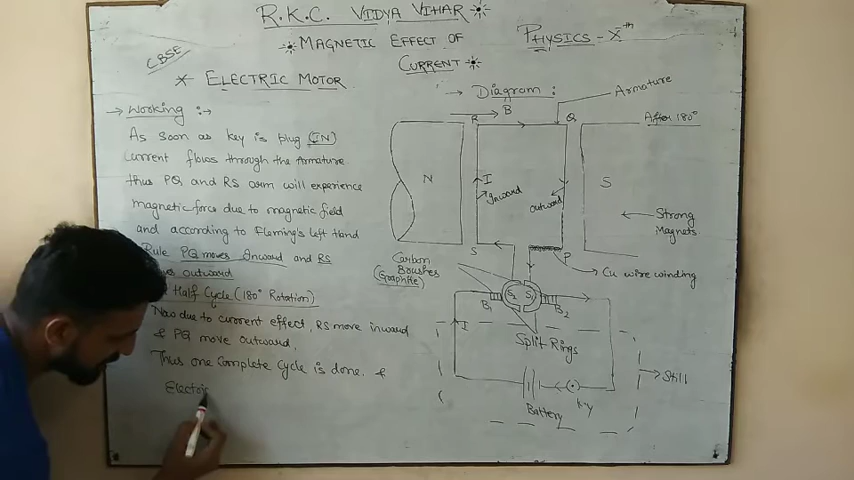 R.K.C. VIDYA VIHAR
MAGNETIC EFFECT OF
CURRENT
PHYSICS - X th
CBSE
ELECTRIC MOTOR
→ Working :→
As soon as key is plug (IN)
Current flows through the Armature
thus PQ and RS arm will experience
magnetic force due to magnetic field
and according to Fleming's Left Hand
Rule PQ moves Inward and RS
outward
Half Cycle (180° Rotation)
Now due to current effect, RS move inward
& PQ move outward,
Thus one Complete Cycle is done. &
Electric
→ Diagram :
Armature
B
R
Q
After 180°
N
I
Inward
outward
S
Strong
Magnets
S
P
Cu wire winding
Carbon
Brushes
(Graphite)
S2 S1
B1
B2
Split Rings
I
Still
Battery
key